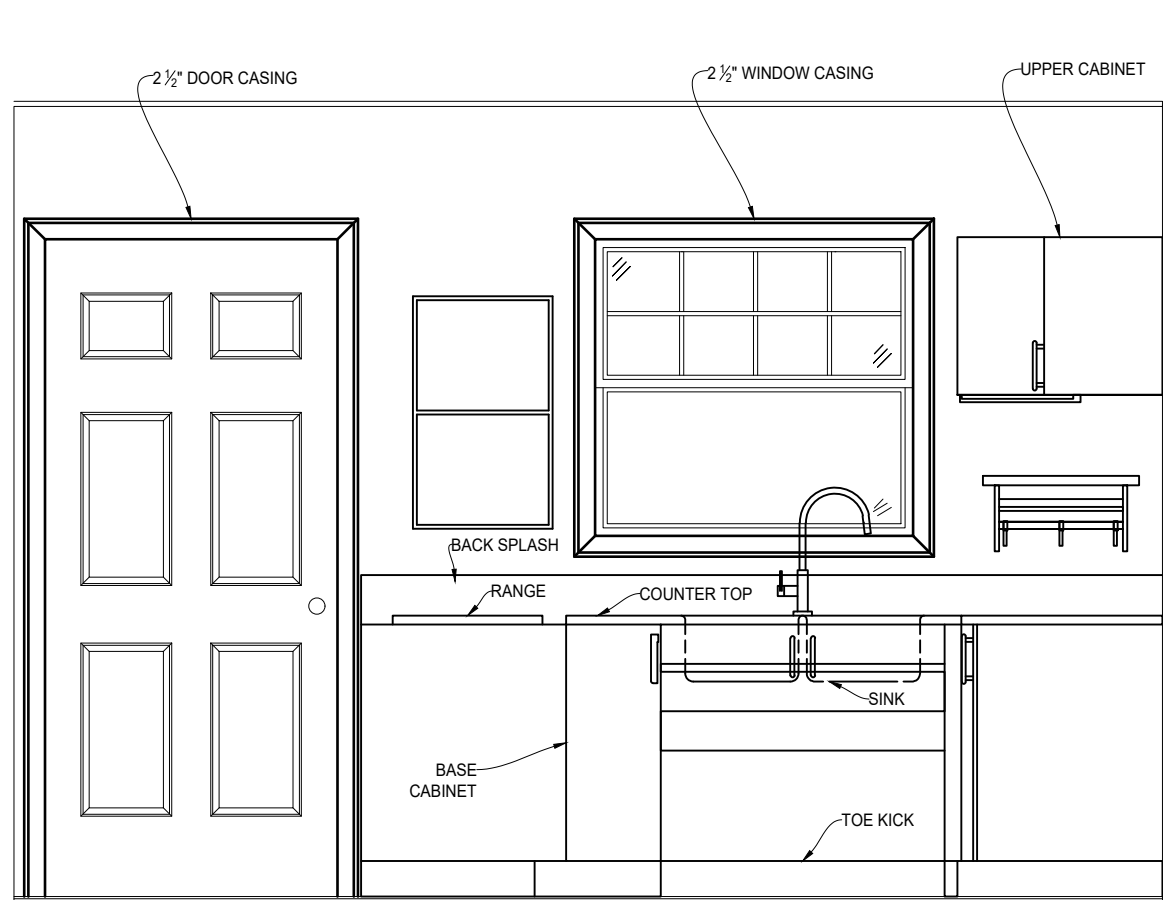 2 ½" DOOR CASING
2 ½" WINDOW CASING
UPPER CABINET
BACK SPLASH
RANGE
COUNTER TOP
SINK
BASE
CABINET
TOE KICK